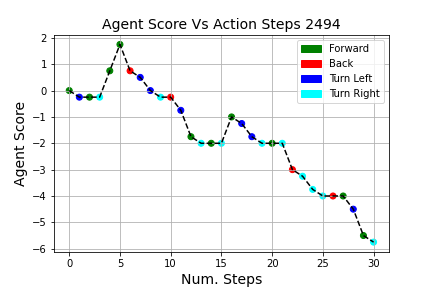 Agent Score Vs Action Steps 2494
Agent Score
2
1
0
−1
−2
−3
−4
−5
−6
Forward
Back
Turn Left
Turn Right
0 5 10 15 20 25 30
Num. Steps